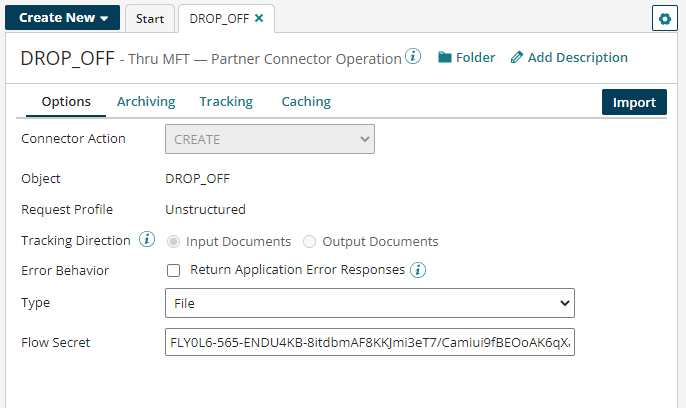 Create New
Start
DROP_OFF
DROP_OFF - Thru MFT — Partner Connector Operation Folder Add Description
Options Archiving Tracking Caching Import
Connector Action CREATE
Object DROP_OFF
Request Profile Unstructured
Tracking Direction Input Documents Output Documents
Error Behavior Return Application Error Responses
Type File
Flow Secret FLY0L6-565-ENDU4KB-8itdbmAF8KKJmi3eT7/Camiui9fBEOoAK6qX